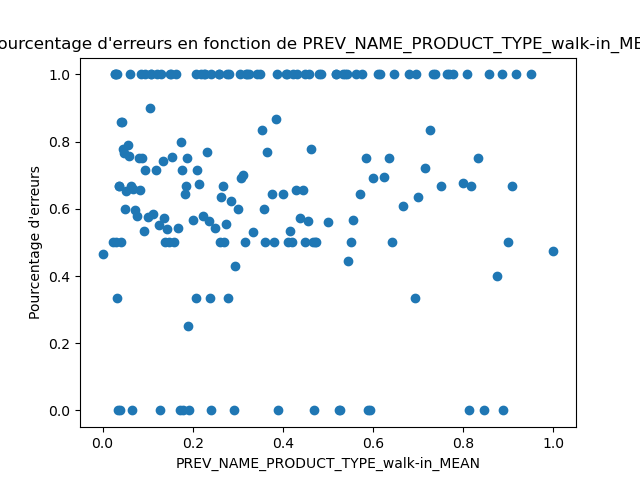 ourcentage d'erreurs en fonction de PREV_NAME_PRODUCT_TYPE_walk-in_ME
1.0
0.8
0.6
0.4
0.2
0.0
Pourcentage d'erreurs
0.0 0.2 0.4 0.6 0.8 1.0
PREV_NAME_PRODUCT_TYPE_walk-in_MEAN